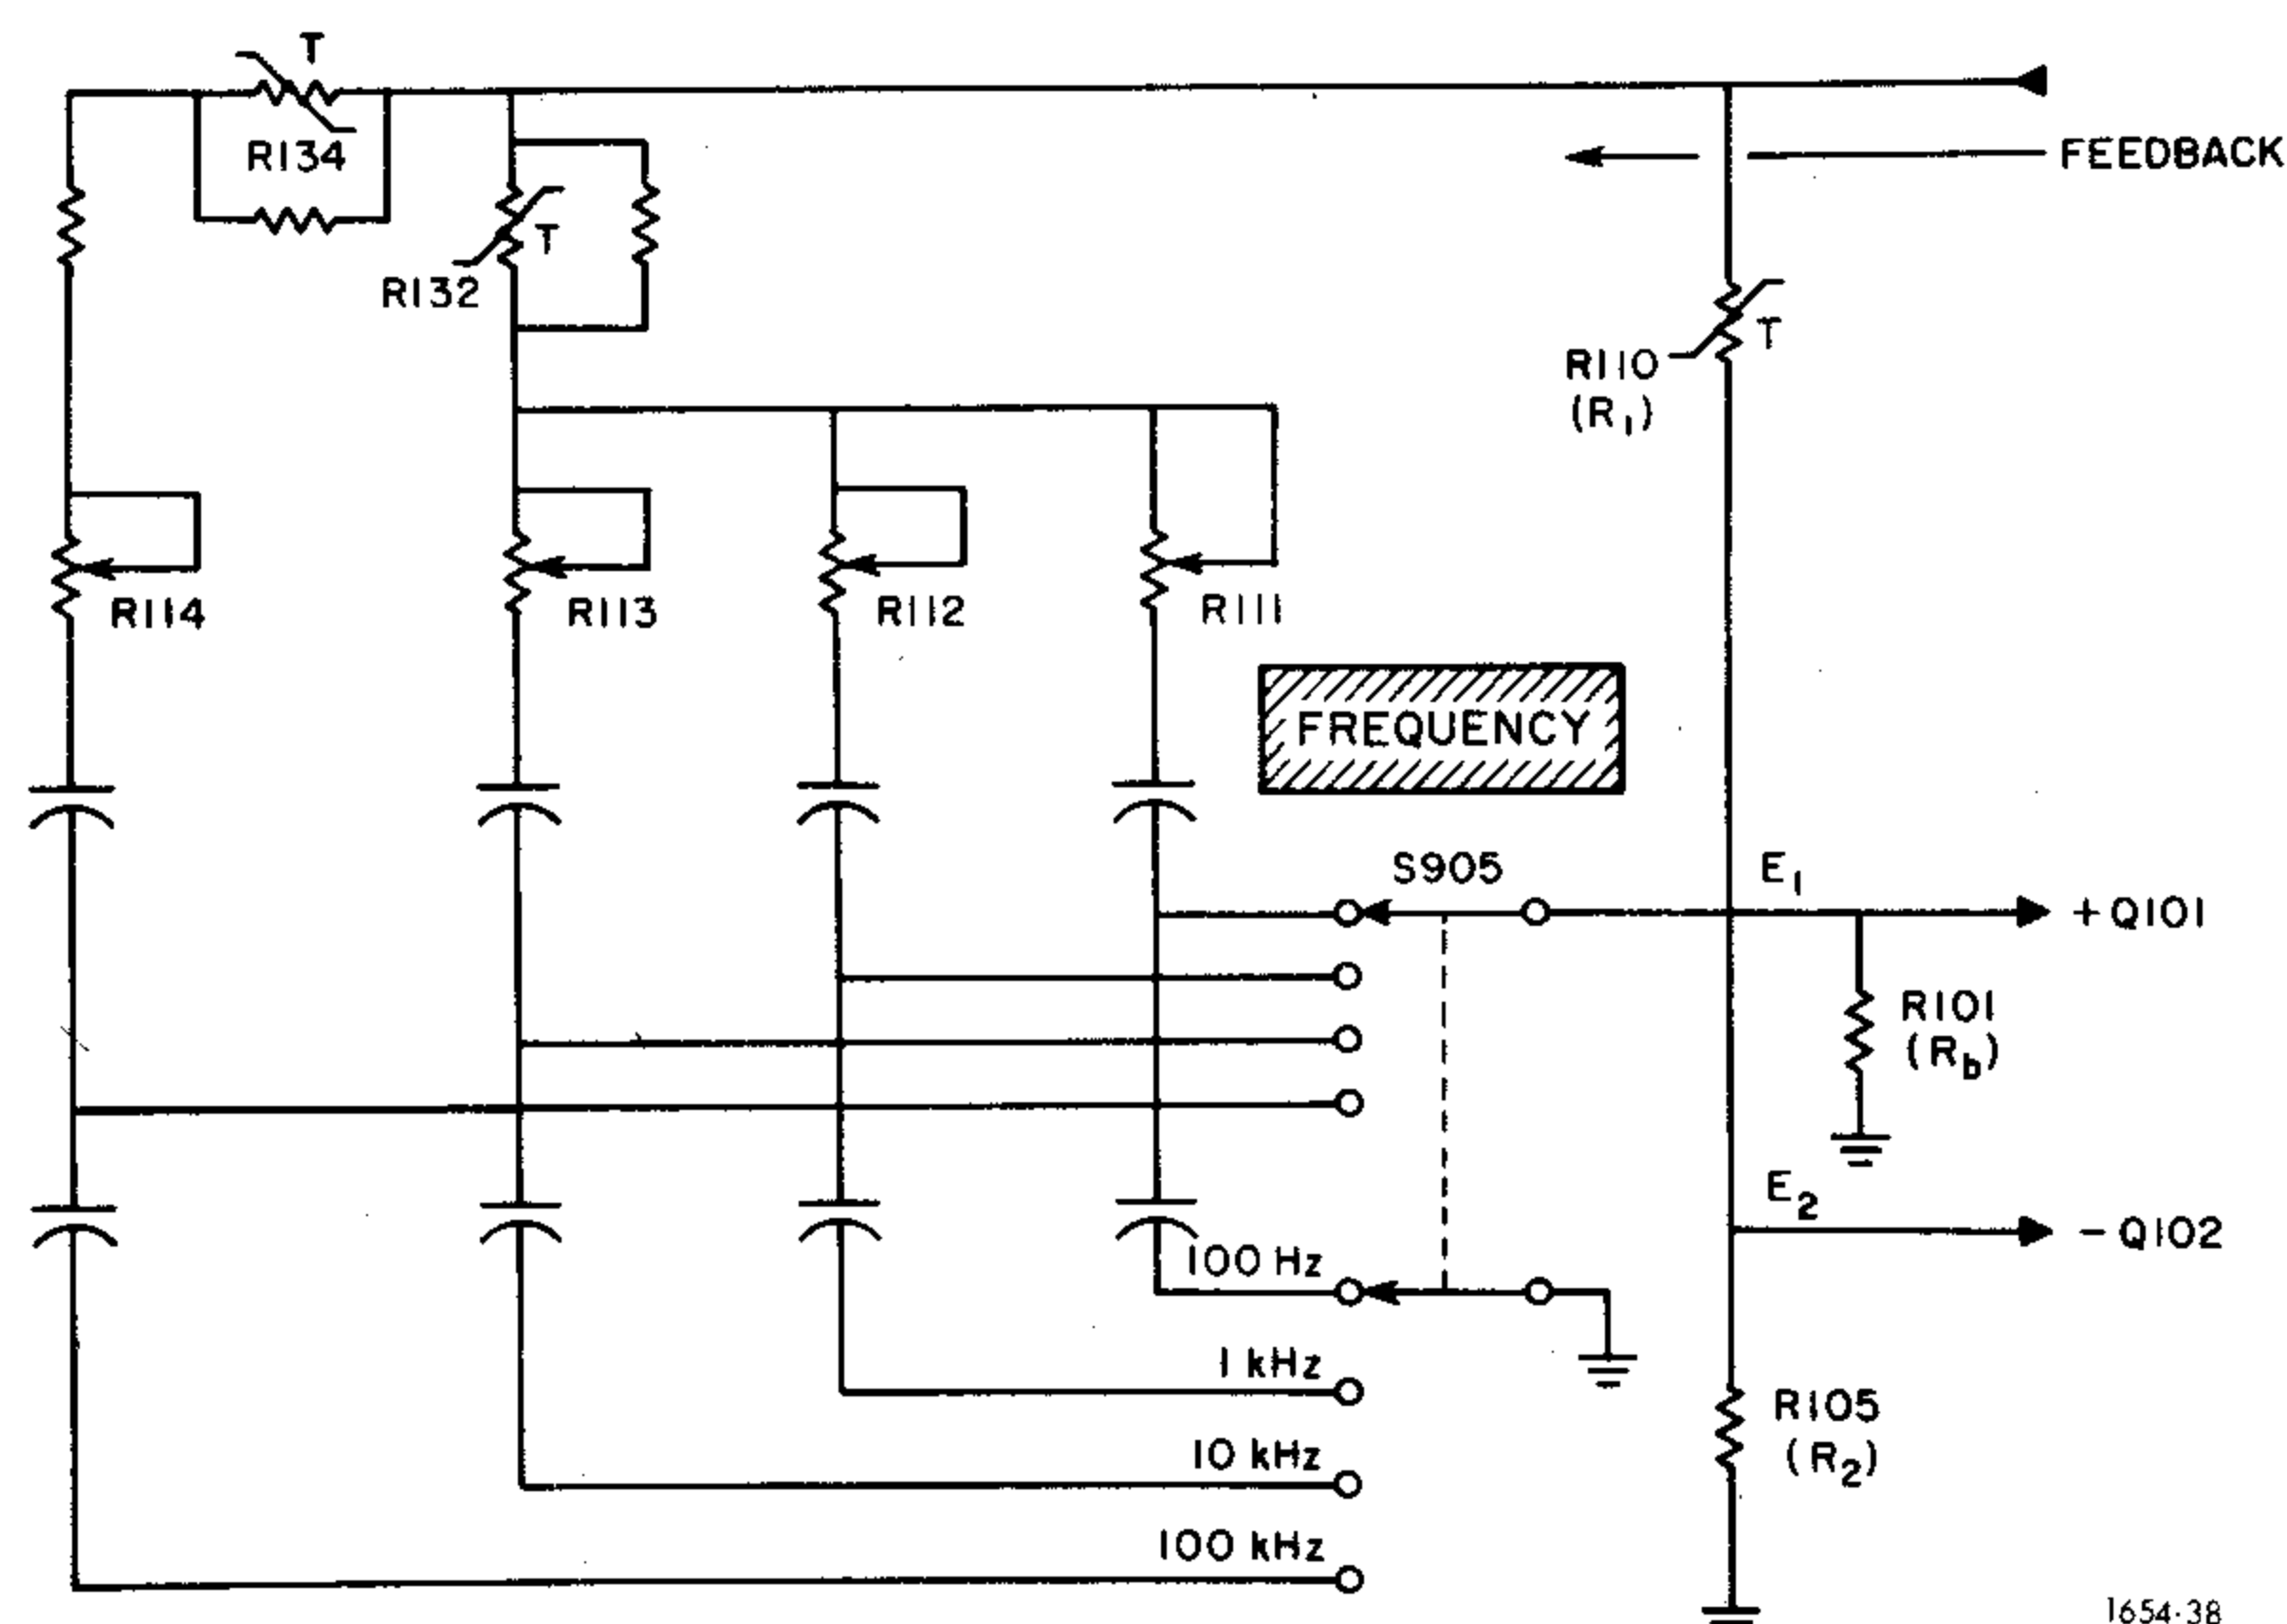 T
R134
FEEDBACK
T
R132
T
R110
(R1)
R114
R113
R112
R111
FREQUENCY
S905
E1
+Q101
R101
(Rb)
E2
-Q102
100 Hz
1 kHz
R105
(R2)
10 kHz
100 kHz
1654-38